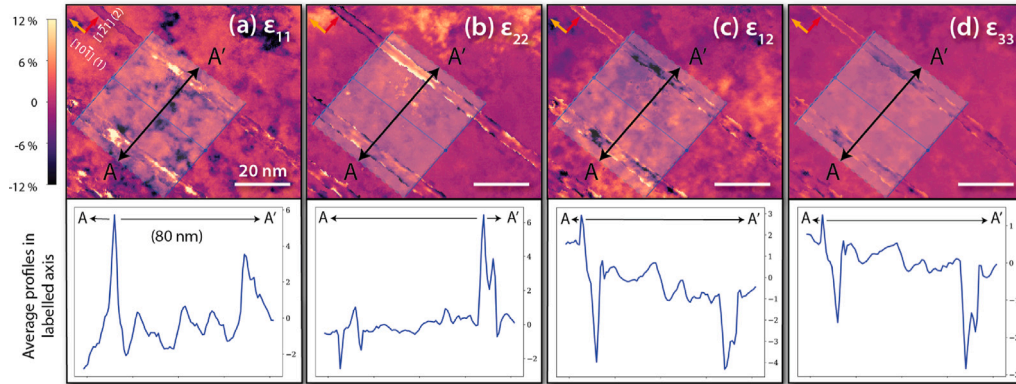 12%
6 %
0
-6 %
-12 %
(a) ε₁₁
[1̅21̅] (2)
[101̅] (1)
A'
A
20 nm
(b) ε₂₂
A'
A
(c) ε₁₂
A'
A
(d) ε₃₃
A'
A
Average profiles in
labelled axis
A A'
(80 nm)
6
4
2
0
-2
A A'
6
4
2
0
-2
A A'
3
2
1
0
-1
-2
-3
-4
A A'
1
0
-1
-2